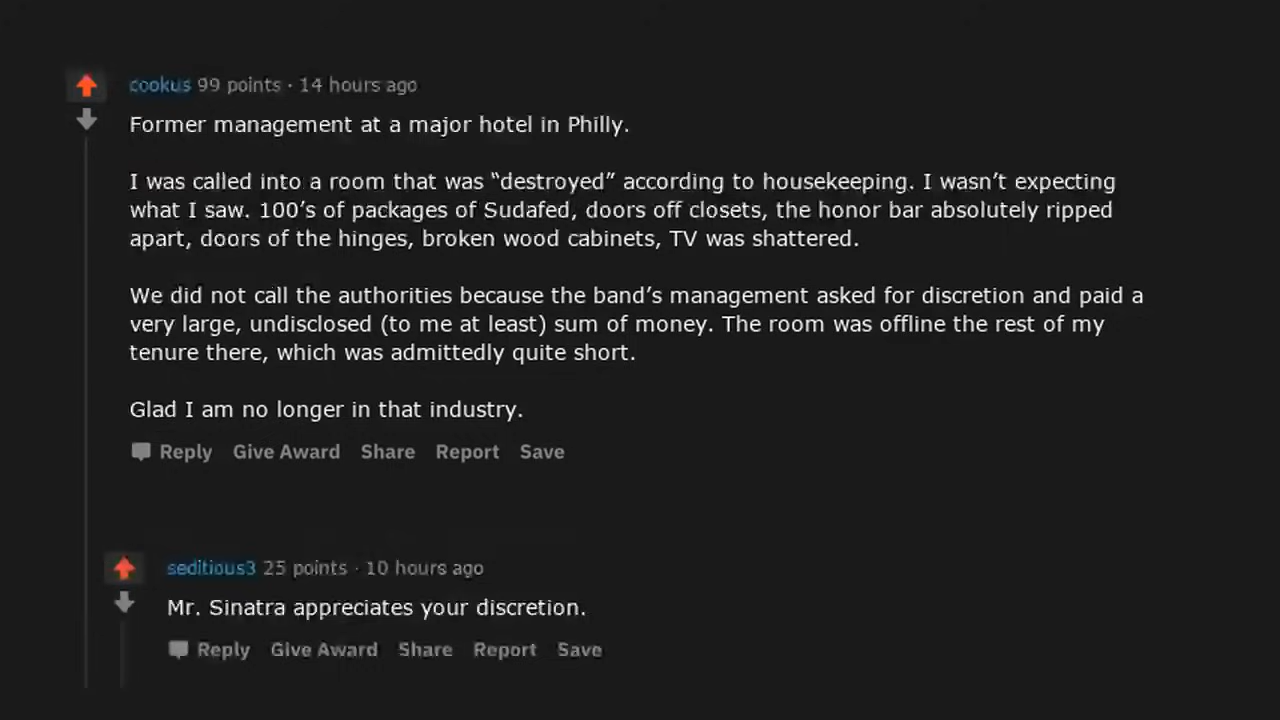 cookus 99 points · 14 hours ago
Former management at a major hotel in Philly.
I was called into a room that was “destroyed” according to housekeeping. I wasn’t expecting
what I saw. 100’s of packages of Sudafed, doors off closets, the honor bar absolutely ripped
apart, doors of the hinges, broken wood cabinets, TV was shattered.
We did not call the authorities because the band’s management asked for discretion and paid a
very large, undisclosed (to me at least) sum of money. The room was offline the rest of my
tenure there, which was admittedly quite short.
Glad I am no longer in that industry.
Reply Give Award Share Report Save
seditious3 25 points · 10 hours ago
Mr. Sinatra appreciates your discretion.
Reply Give Award Share Report Save